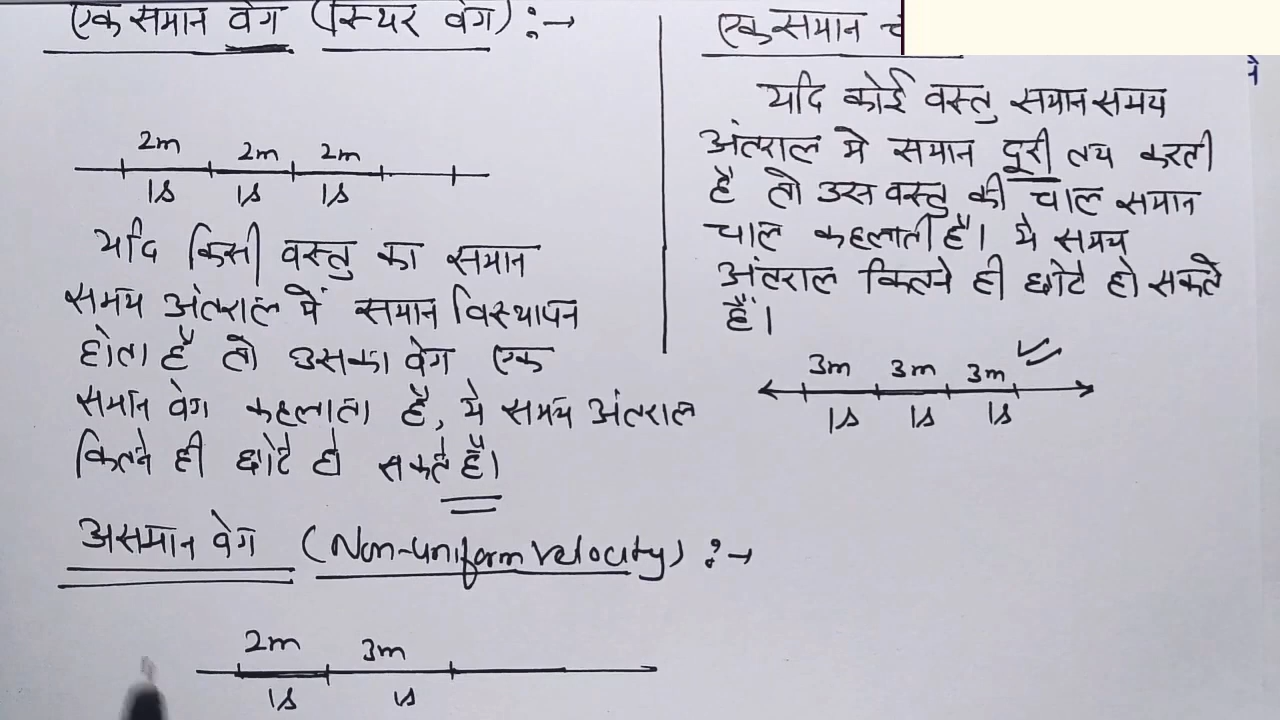 एकसमान वेग (स्थिर वेग) :→
2m 2m 2m
1s 1s 1s
यदि किसी वस्तु का समान
समय अंतराल में समान विस्थापन
होता है तो उसका वेग एक
समान वेग कहलाता है, ये समय अंतराल
कितने ही छोटे हो सकते हैं।
एकसमान
यदि कोई वस्तु समान समय
अंतराल मे समान दूरी तय करती
है तो उस वस्तु की चाल समान
चाल कहलाती है। ये समय
अंतराल कितने ही छोटे हो सकते
हैं।
3m 3m 3m
1s 1s 1s
असमान वेग (Non-uniform velocity) :→
2m 3m
1s 1s